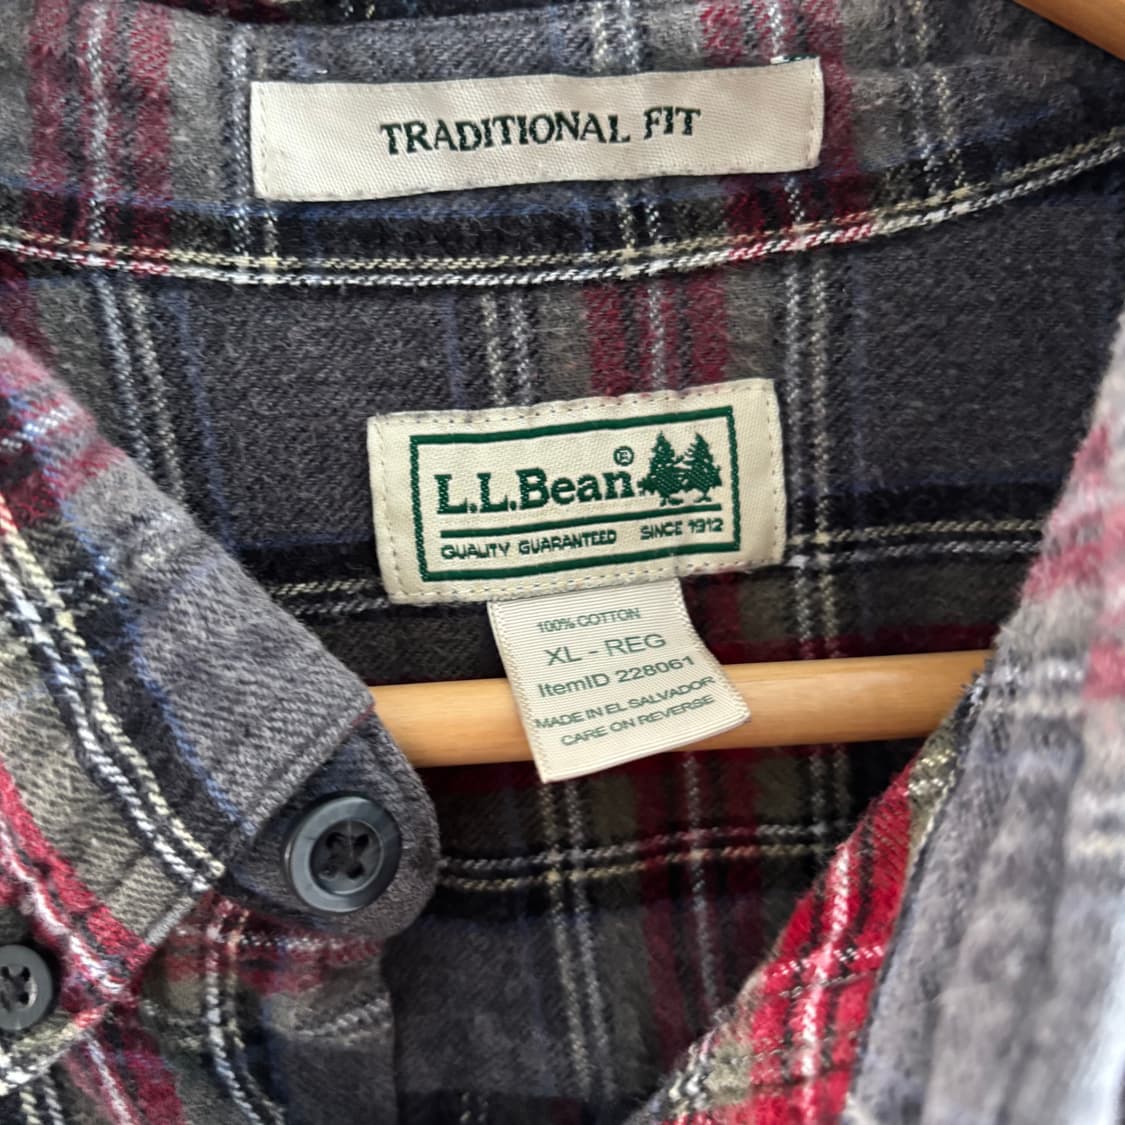 TRADITIONAL FIT
L.L.Bean®
QUALITY GUARANTEED SINCE 1912
100% COTTON
XL - REG
ItemID 228061
MADE IN EL SALVADOR
CARE ON REVERSE